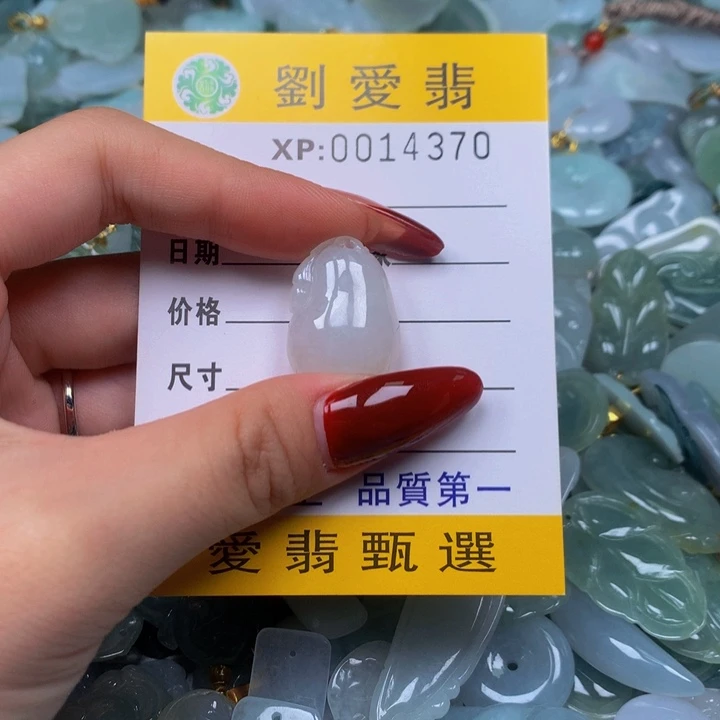 劉愛翡
XP:0014370
日期
价格
尺寸
品質第一
愛翡甄選